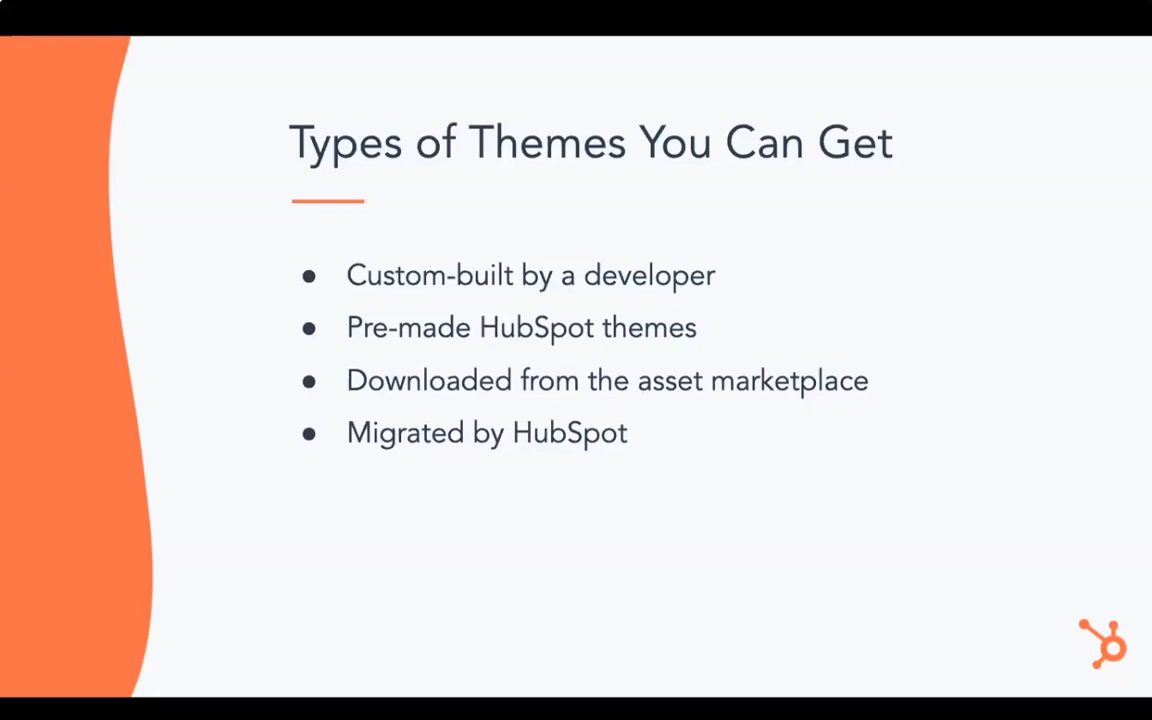 Types of Themes You Can Get
● Custom-built by a developer
● Pre-made HubSpot themes
● Downloaded from the asset marketplace
● Migrated by HubSpot